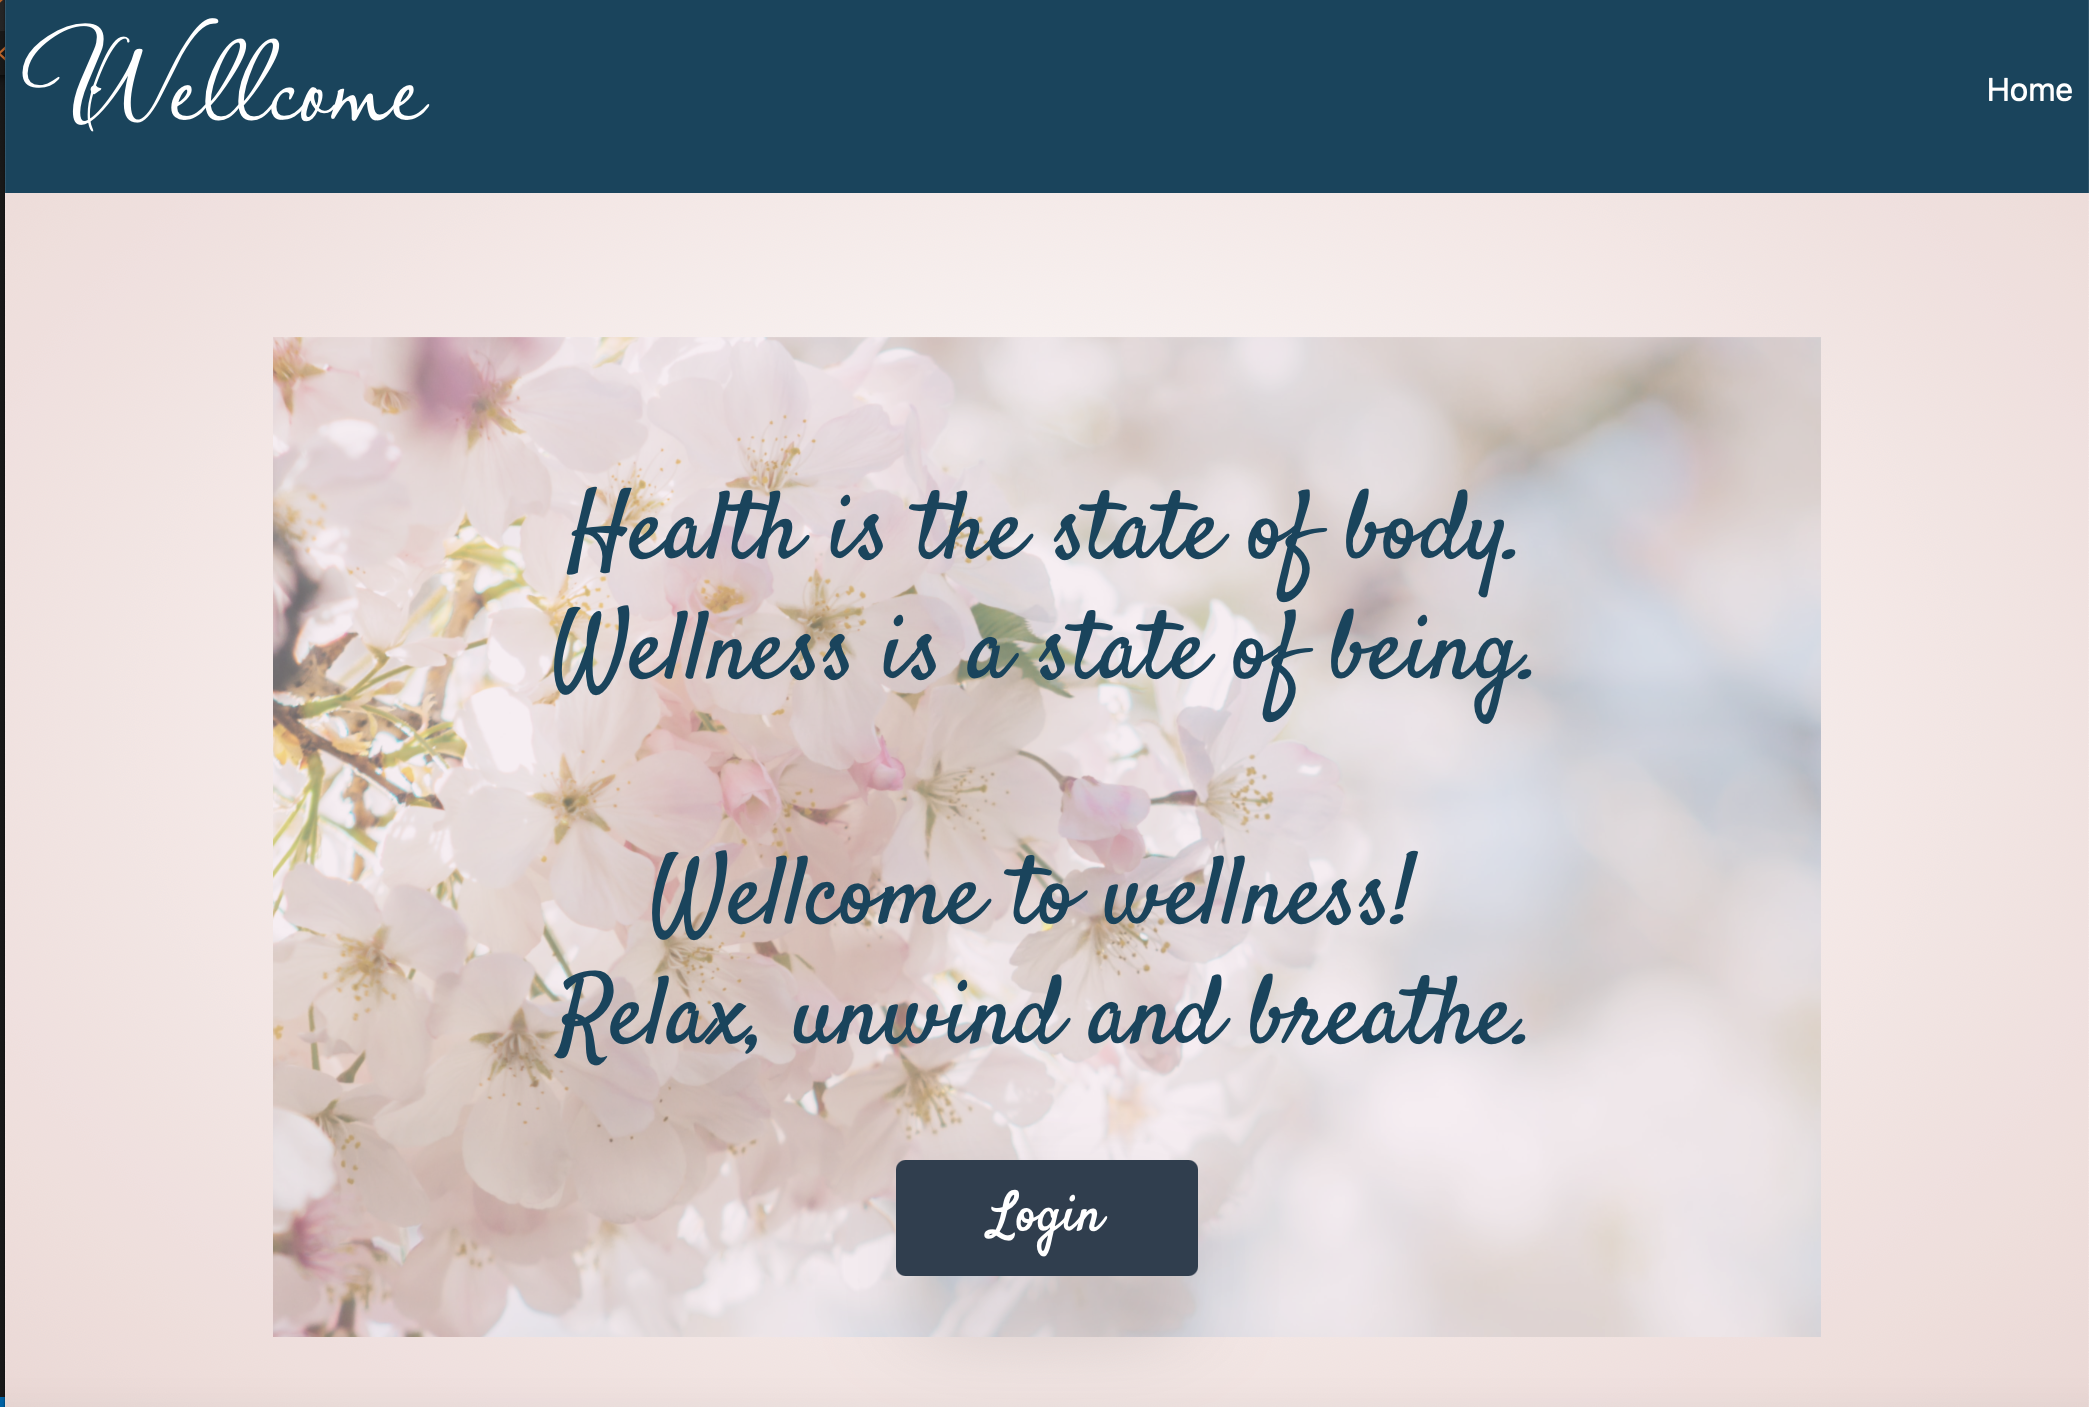 Wellcome
Home
Health is the state of body.
Wellness is a state of being.
Wellcome to wellness!
Relax, unwind and breathe.
Login